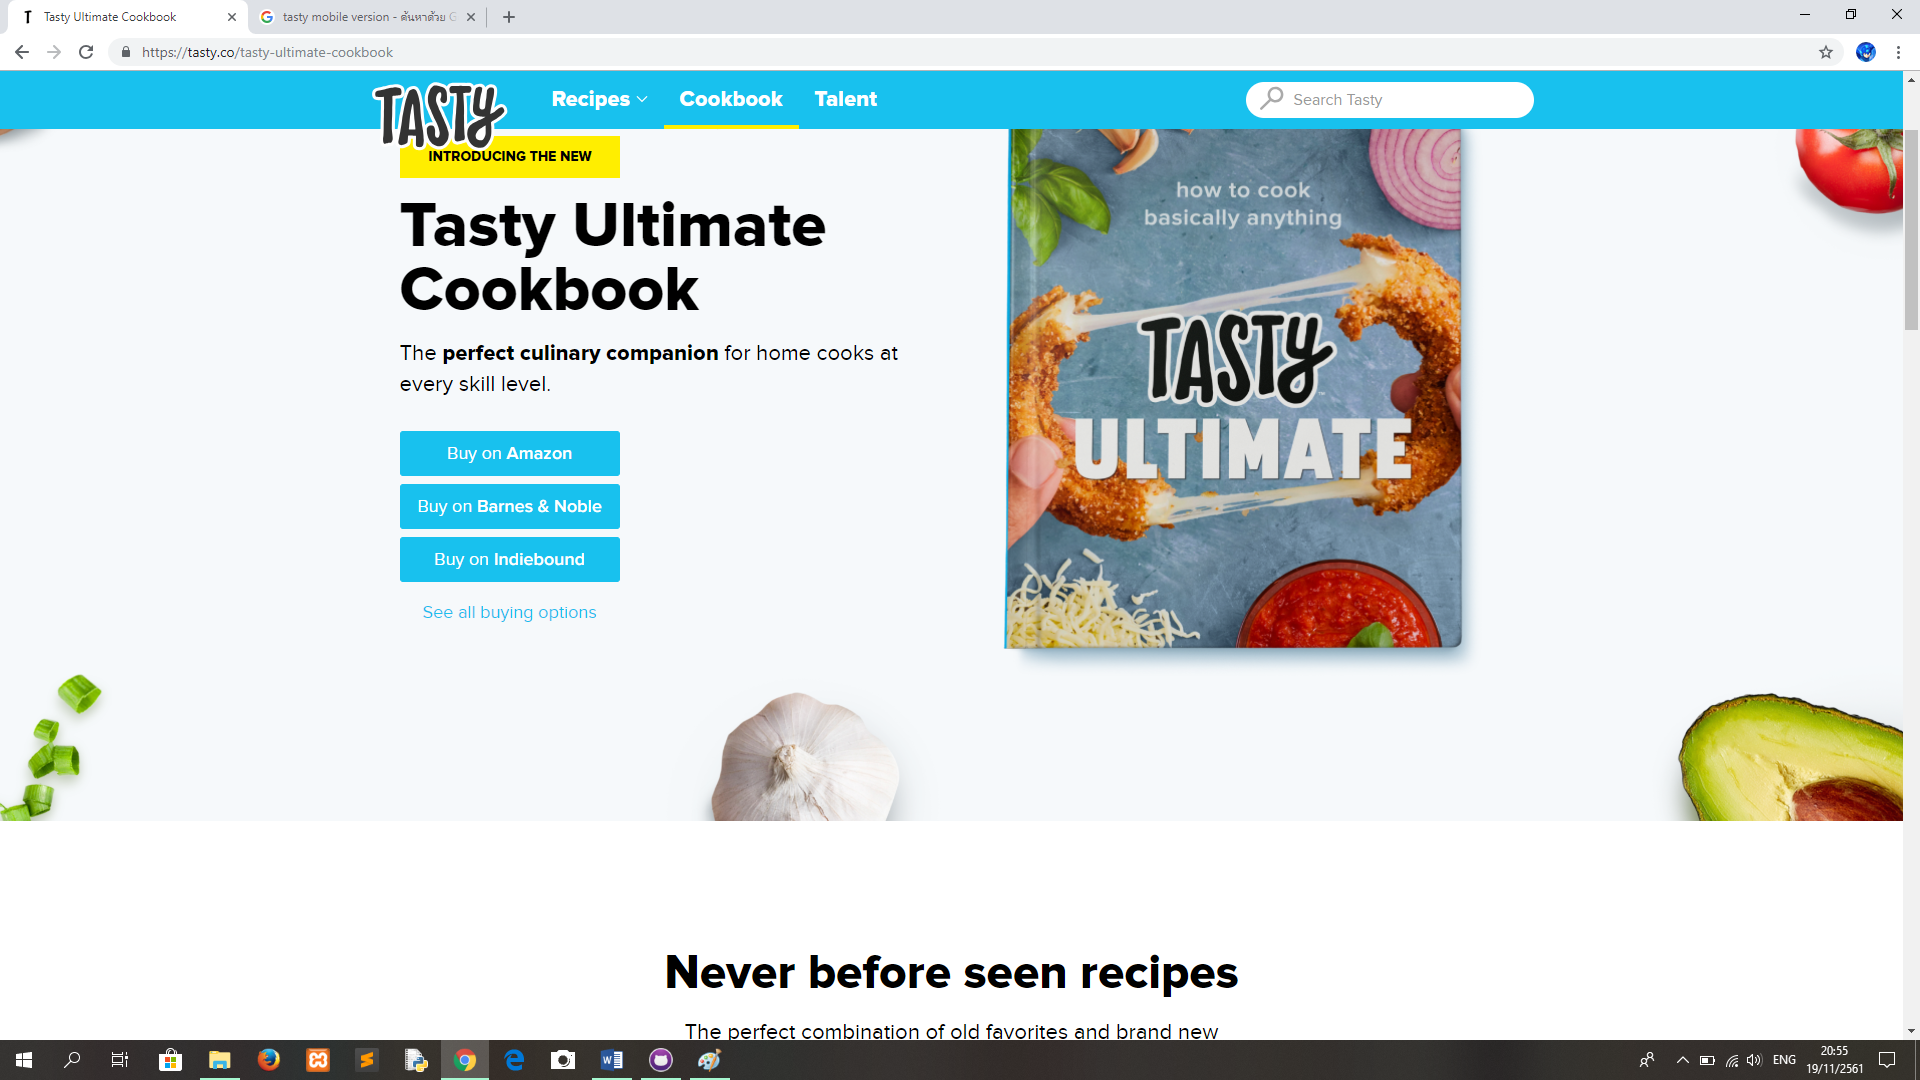 Tasty Ultimate Cookbook
tasty mobile version - ค้นหาด้วย G
https://tasty.co/tasty-ultimate-cookbook
TASTY
Recipes
Cookbook
Talent
Search Tasty
INTRODUCING THE NEW
Tasty Ultimate
Cookbook
The perfect culinary companion for home cooks at
every skill level.
Buy on Amazon
Buy on Barnes & Noble
Buy on Indiebound
See all buying options
how to cook
basically anything
TASTY
ULTIMATE
Never before seen recipes
The perfect combination of old favorites and brand new
ENG
20:55
19/11/2561